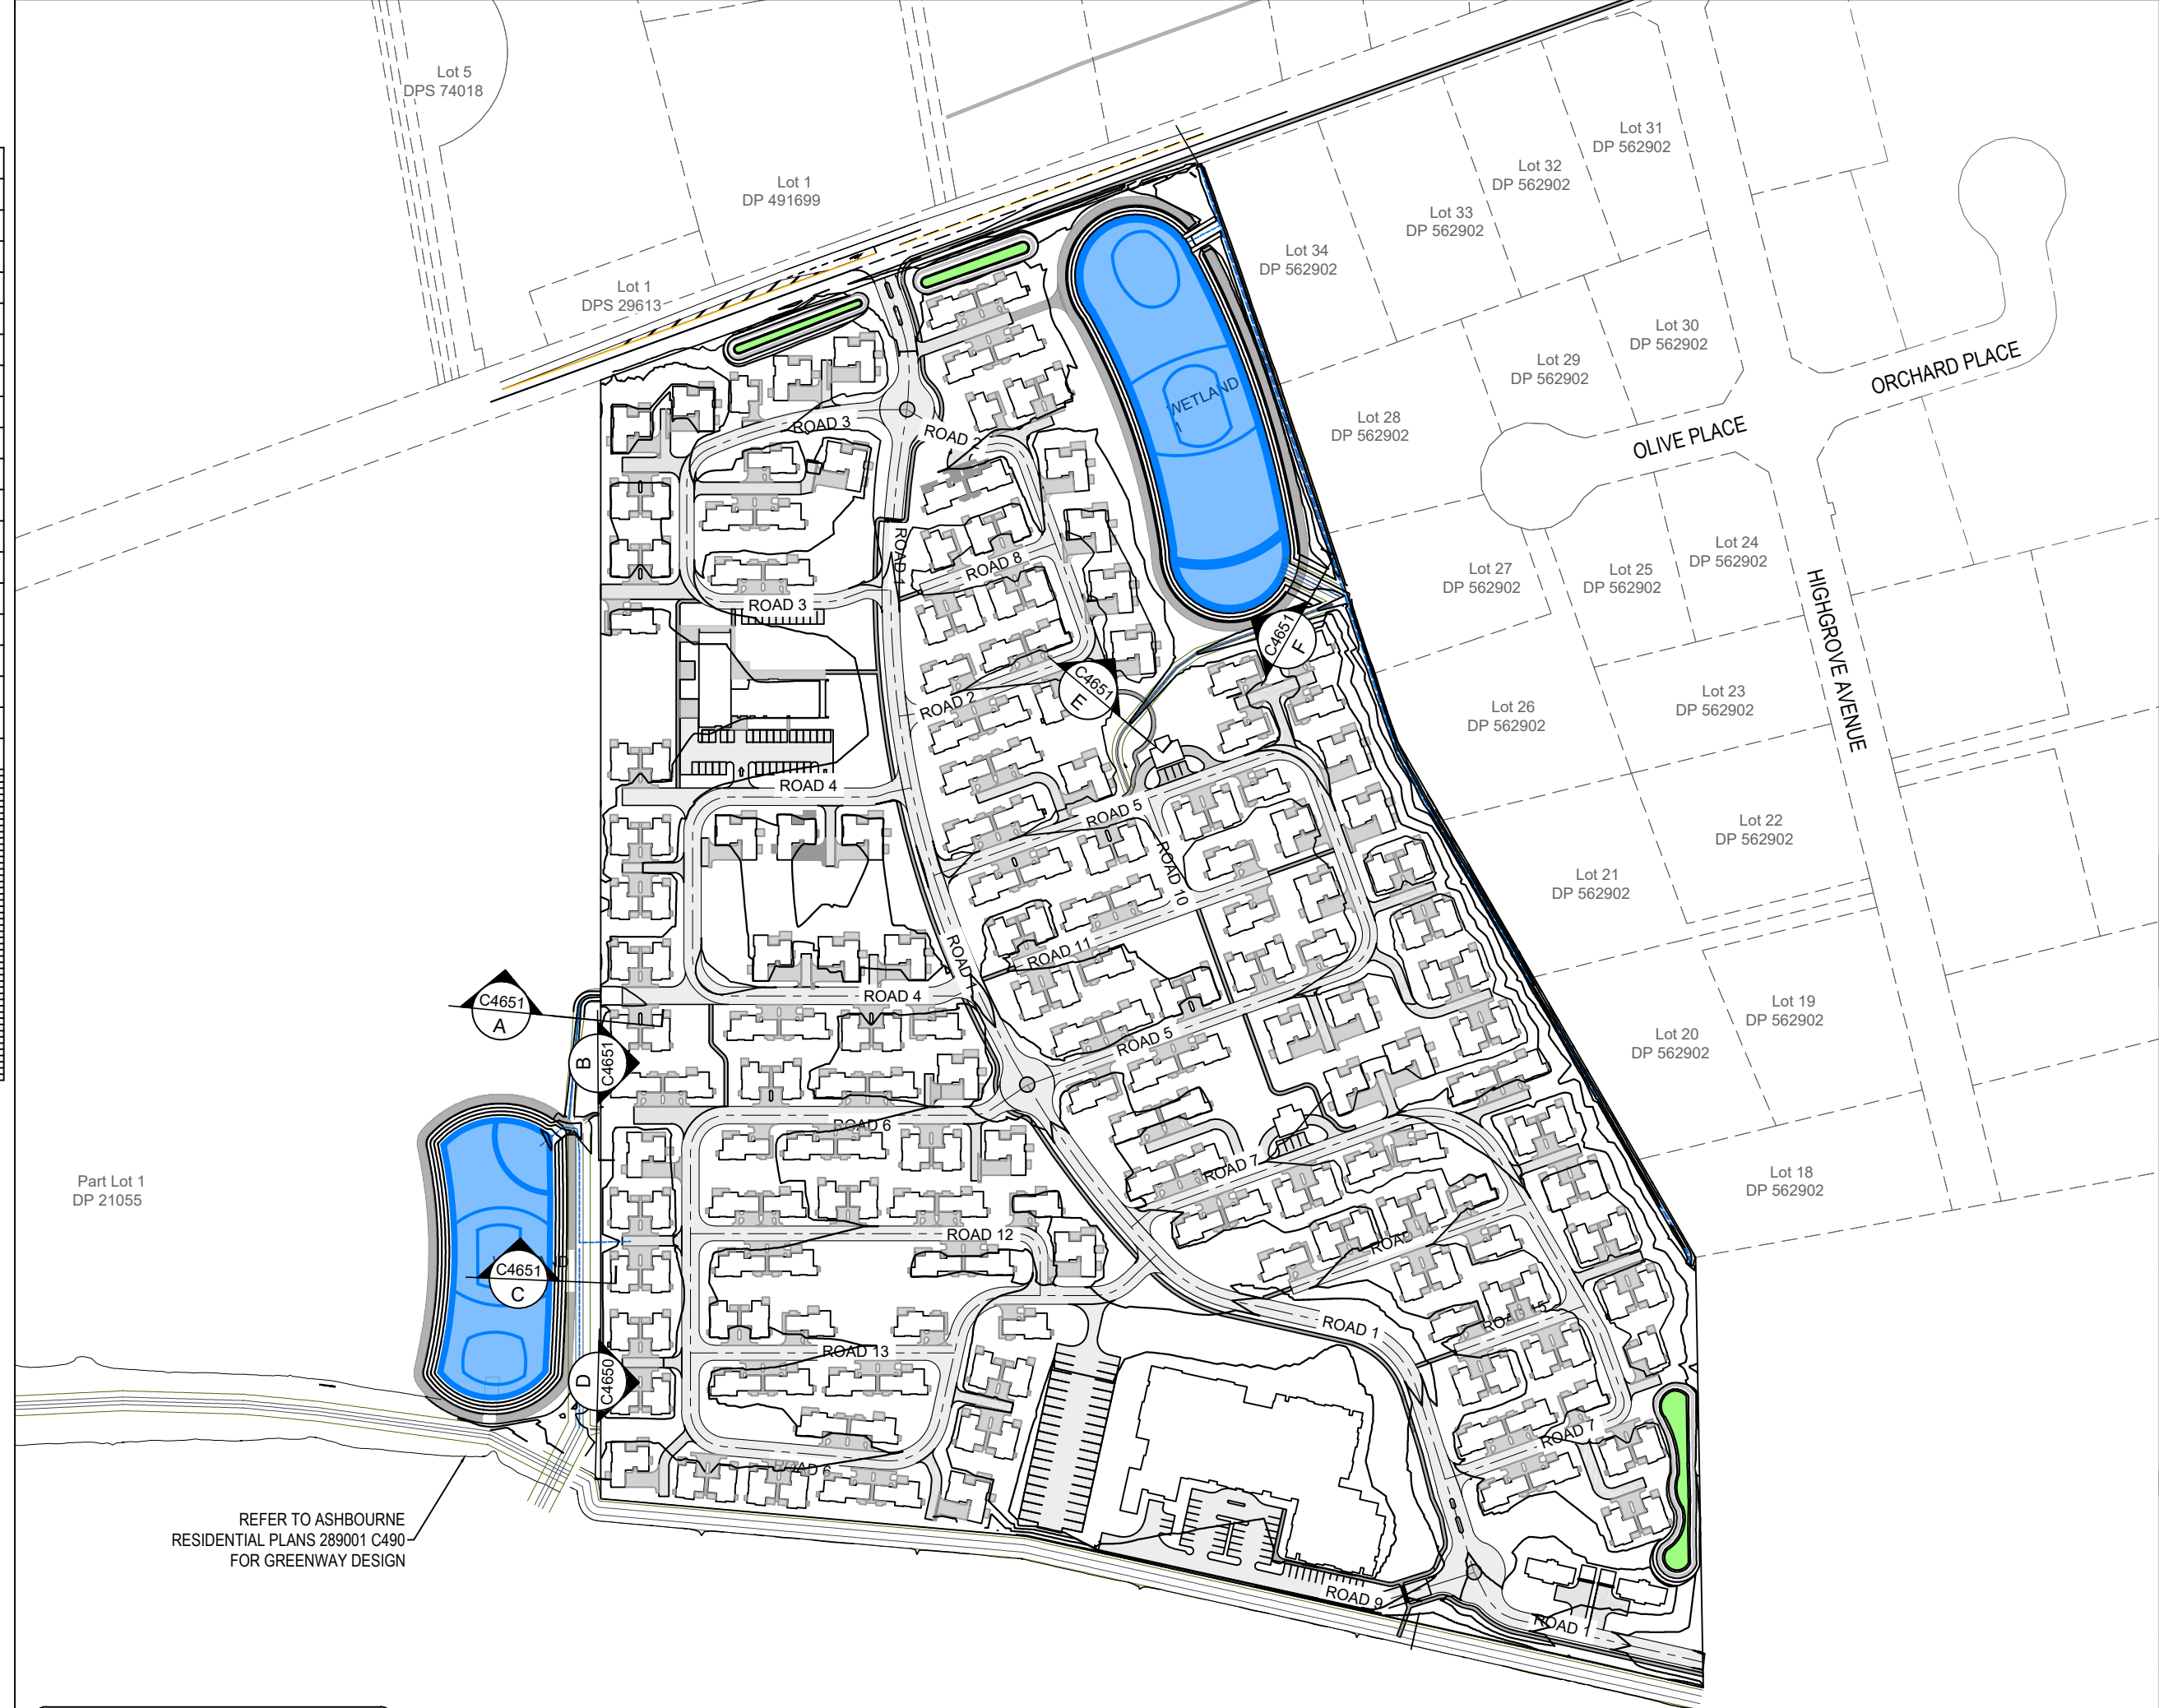 Lot 5
DPS 74018
Lot 1
DP 491699
Lot 1
DPS 29613
Lot 31
DP 562902
Lot 32
DP 562902
Lot 33
DP 562902
Lot 34
DP 562902
Lot 30
DP 562902
Lot 29
DP 562902
Lot 28
DP 562902
ORCHARD PLACE
OLIVE PLACE
WETLAND
1
ROAD 3
ROAD 2
ROAD 1
ROAD 8
ROAD 3
Lot 24
DP 562902
Lot 25
DP 562902
Lot 27
DP 562902
HIGHGROVE AVENUE
C4651
F
C4651
E
ROAD 2
Lot 23
DP 562902
Lot 26
DP 562902
ROAD 4
ROAD 5
ROAD 10
Lot 22
DP 562902
Lot 21
DP 562902
ROAD 11
ROAD 1
ROAD 4
C4651
A
B
C4651
ROAD 5
Lot 19
DP 562902
Lot 20
DP 562902
ROAD 6
ROAD 7
Lot 18
DP 562902
Part Lot 1
DP 21055
ROAD 12
ROAD
C4651
C
ROAD 1
ROAD 13
D
C4650
ROAD 7
ROAD 6
REFER TO ASHBOURNE
RESIDENTIAL PLANS 289001 C490
FOR GREENWAY DESIGN
ROAD 9
ROAD 1